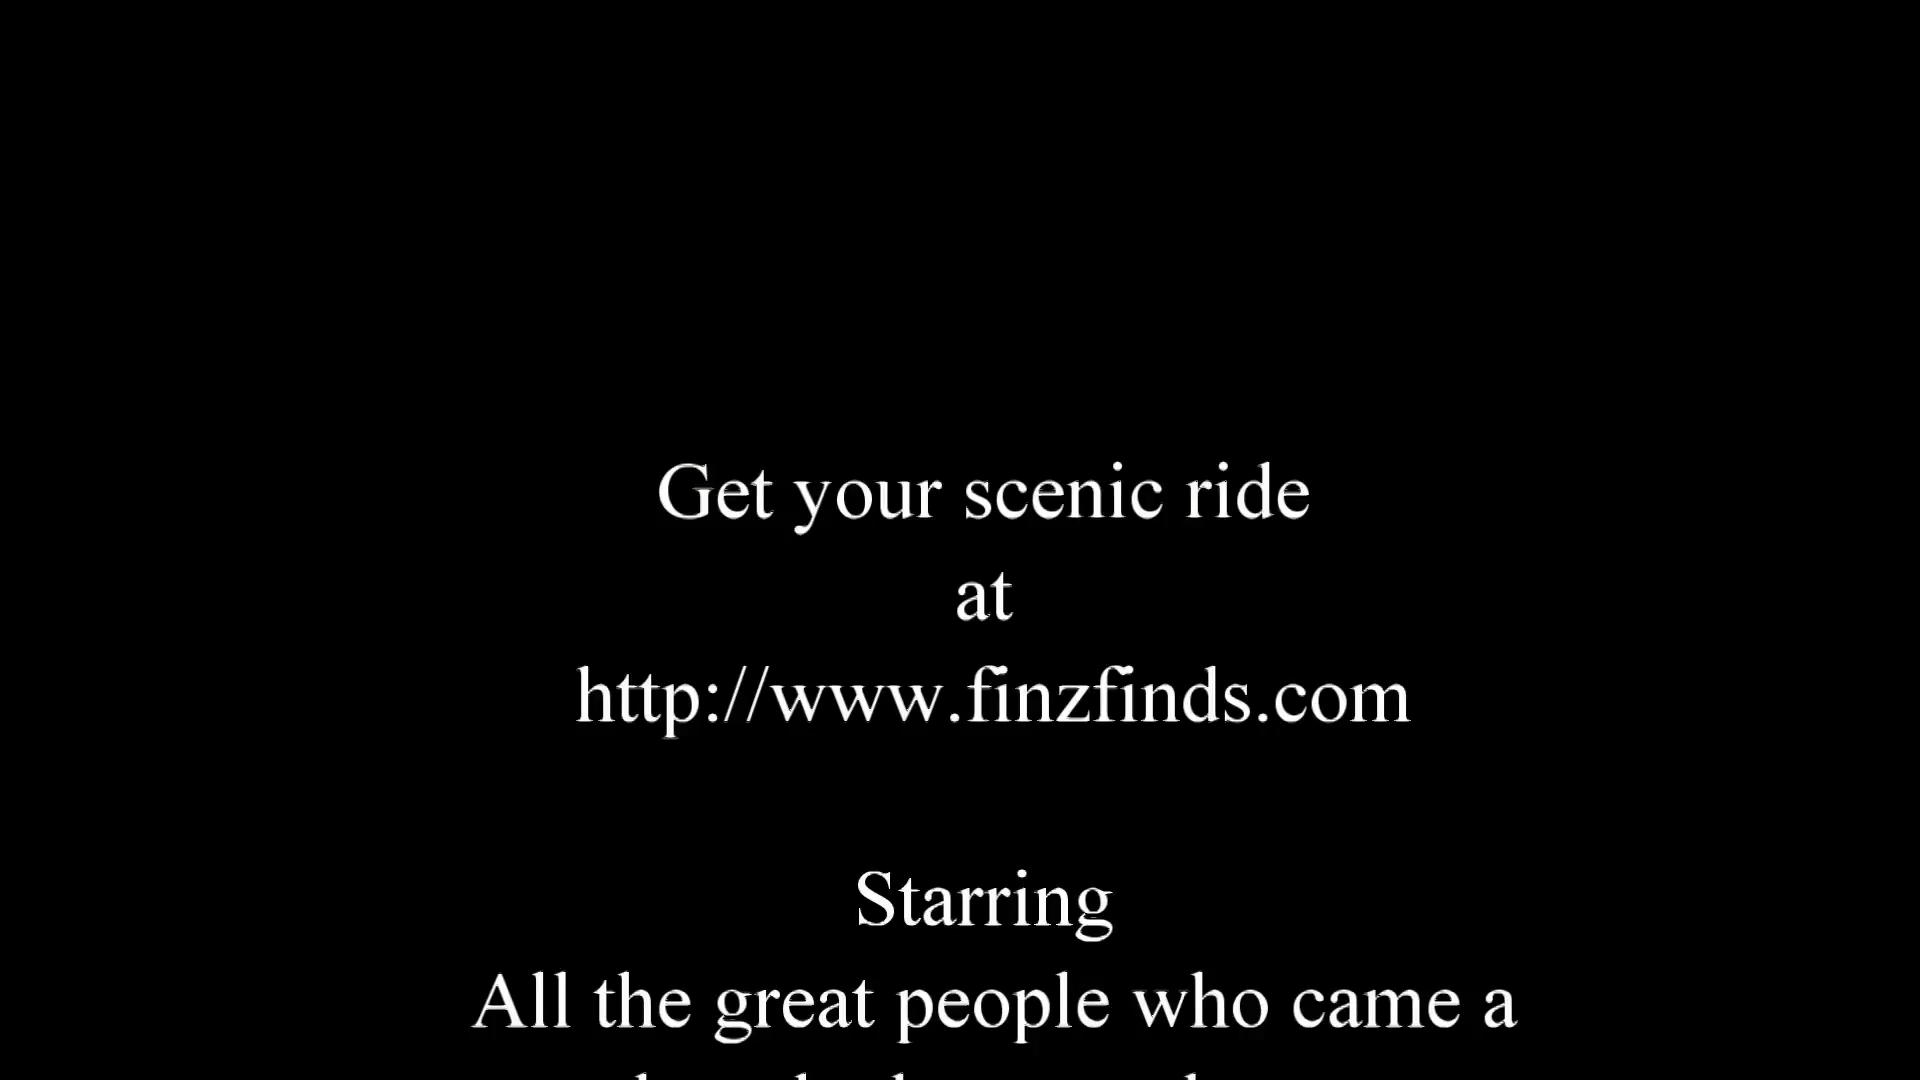 Get your scenic ride
at
http://www.finzfinds.com
Starring
All the great people who came a